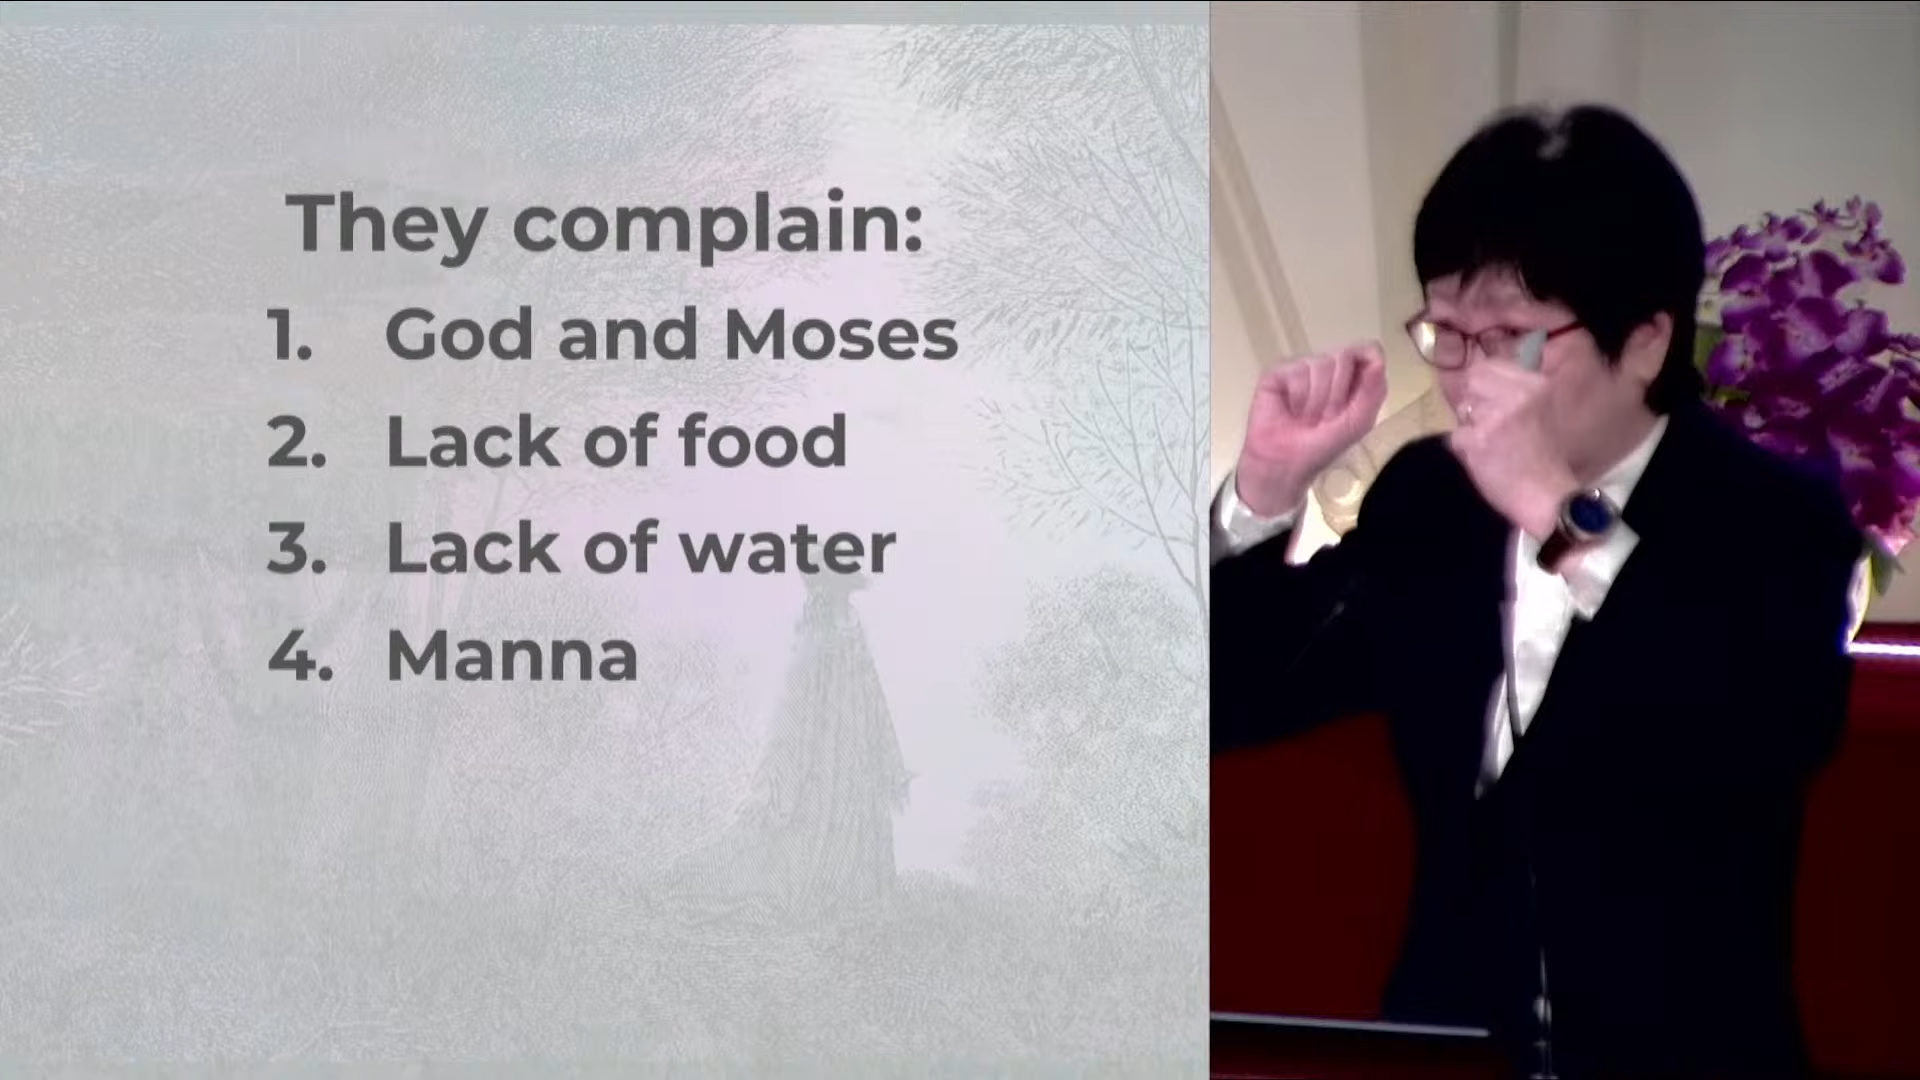 They complain:
1. God and Moses
2. Lack of food
3. Lack of water
4. Manna